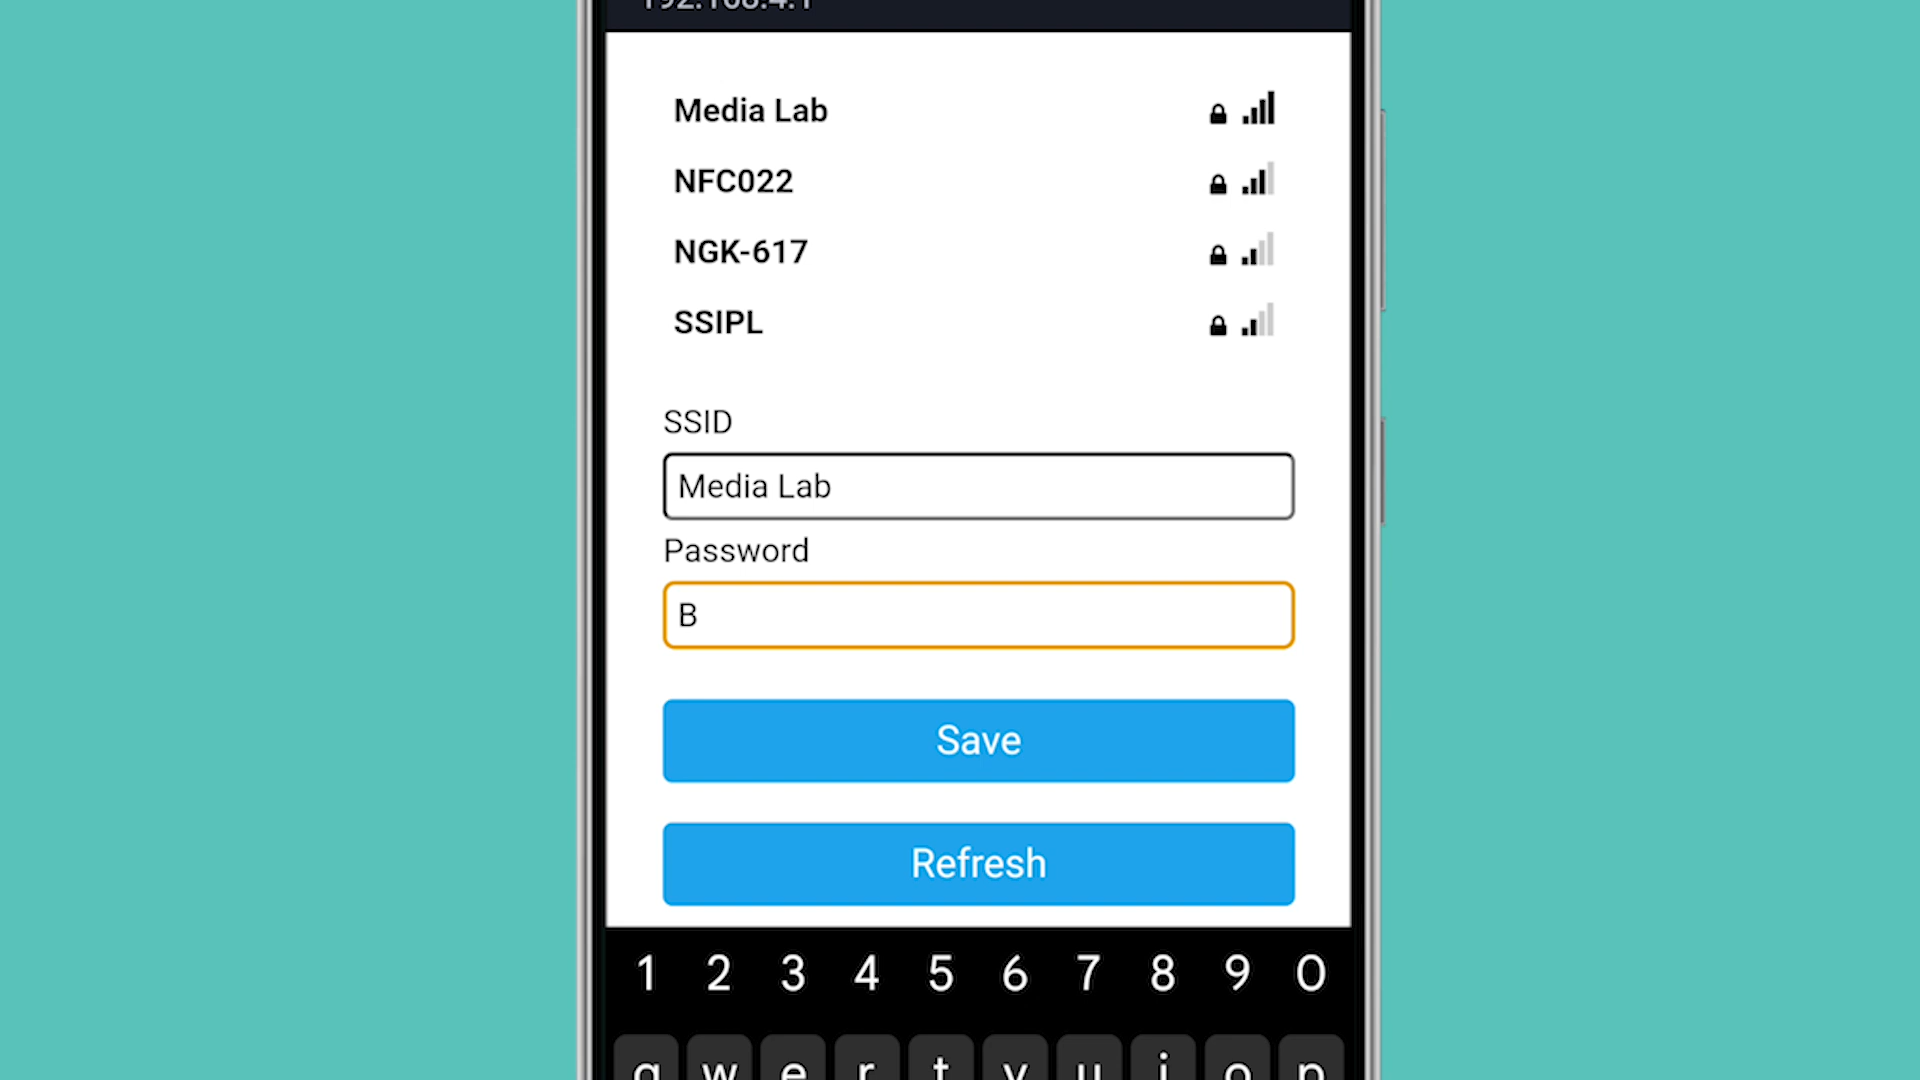 192.168.4.1
Media Lab
NFC022
NGK-617
SSIPL
SSID
Media Lab
Password
B
Save
Refresh
1 2 3 4 5 6 7 8 9 0
q w e r t y u i o p